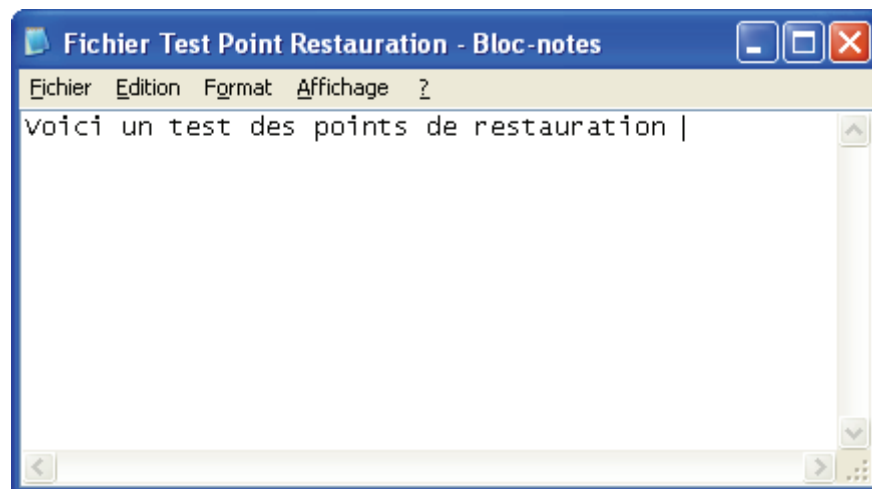 Fichier Test Point Restauration - Bloc-notes
Fichier Edition Format Affichage ?
Voici un test des points de restauration